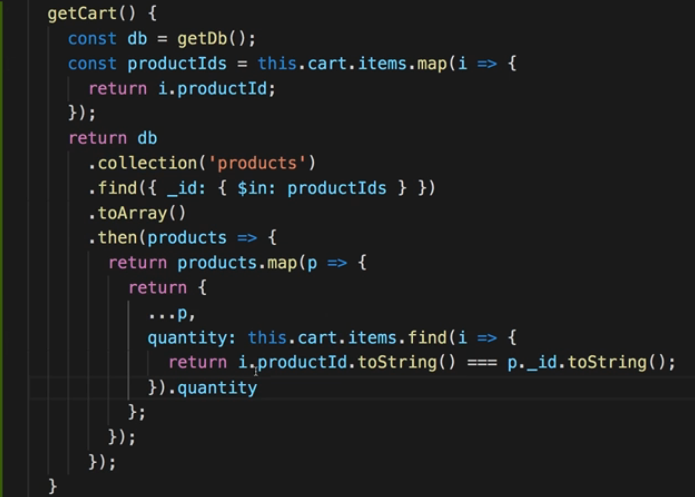 getCart() {
const db = getDb();
const productIds = this.cart.items.map(i => {
return i.productId;
});
return db
.collection('products')
.find({ _id: { $in: productIds } })
.toArray()
.then(products => {
return products.map(p => {
return {
...p,
quantity: this.cart.items.find(i => {
return i.productId.toString() === p._id.toString();
}).quantity
};
});
});
}